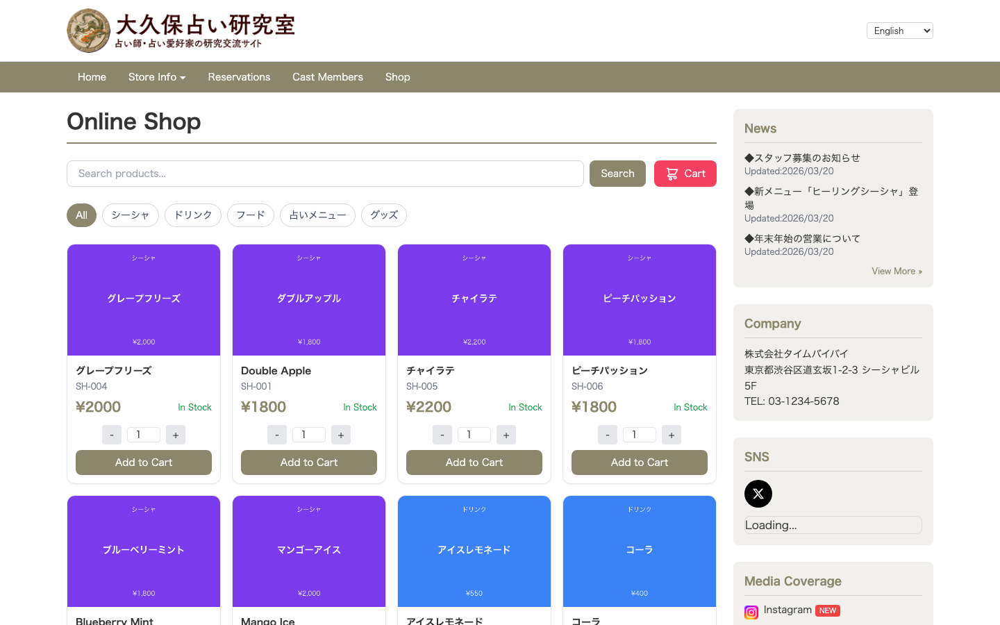 大久保占い研究室
占い師・占い愛好家の研究交流サイト
English
Home Store Info Reservations Cast Members Shop
Online Shop
Search products...
Search
Cart
All シーシャ ドリンク フード 占いメニュー グッズ
シーシャ
グレープフリーズ
¥2,000
グレープフリーズ
SH-004
¥2000 In Stock
- 1 +
Add to Cart
シーシャ
ダブルアップル
¥1,800
Double Apple
SH-001
¥1800 In Stock
- 1 +
Add to Cart
シーシャ
チャイラテ
¥2,200
チャイラテ
SH-005
¥2200 In Stock
- 1 +
Add to Cart
シーシャ
ピーチパッション
¥1,800
ピーチパッション
SH-006
¥1800 In Stock
- 1 +
Add to Cart
シーシャ
ブルーベリーミント
¥1,800
Blueberry Mint
シーシャ
マンゴーアイス
¥2,000
Mango Ice
ドリンク
アイスレモネード
¥550
アイスレモネード
ドリンク
コーラ
¥400
コーラ
News
◆スタッフ募集のお知らせ
Updated:2026/03/20
◆新メニュー「ヒーリングシーシャ」登
場
Updated:2026/03/20
◆年末年始の営業について
Updated:2026/03/20
View More »
Company
株式会社タイムバイバイ
東京都渋谷区道玄坂1-2-3 シーシャビル
5F
TEL: 03-1234-5678
SNS
Loading...
Media Coverage
Instagram NEW